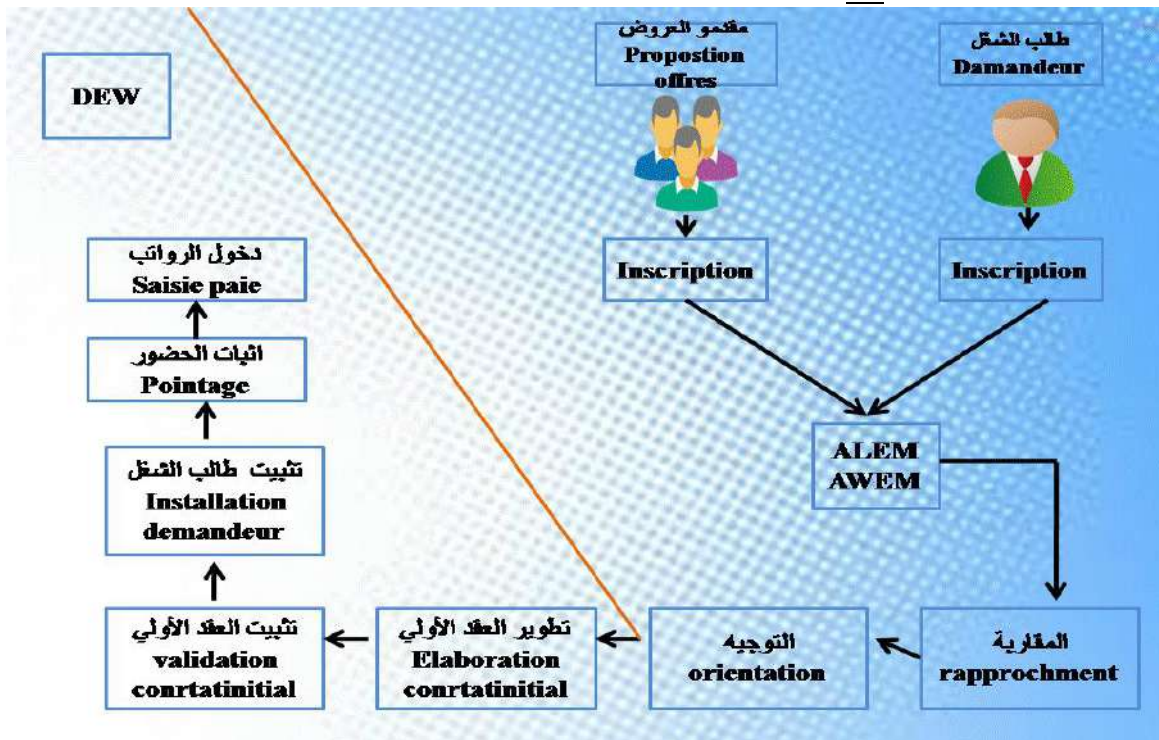 DEW
مقدمو العروض
Propostion
offres
طالب الشغل
Damandeur
Inscription
Inscription
ALEM
AWEM
المقاربة
rapprochment
التوجيه
orientation
تطوير العقد الأولي
Elaboration
conrtatinitial
تثبيت العقد الأولي
validation
conrtatinitial
تثبيت طالب الشغل
Installation
demandeur
اثبات الحضور
Pointage
دخول الرواتب
Saisie paie